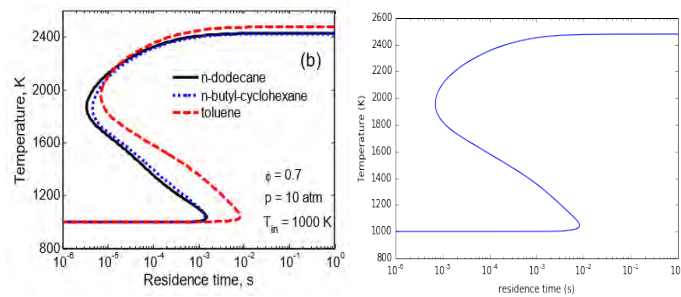 2400
2000
1600
1200
800
Temperature, K
(b)
n-dodecane
n-butyl-cyclohexane
toluene
ϕ = 0.7
p = 10 atm
T_in = 1000 K
10^-6 10^-5 10^-4 10^-3 10^-2 10^-1 10^0
Residence time, s
2600
2400
2200
2000
1800
1600
1400
1200
1000
800
Temperature (K)
10^-6 10^-5 10^-4 10^-3 10^-2 10^-1 10^0
residence time (s)